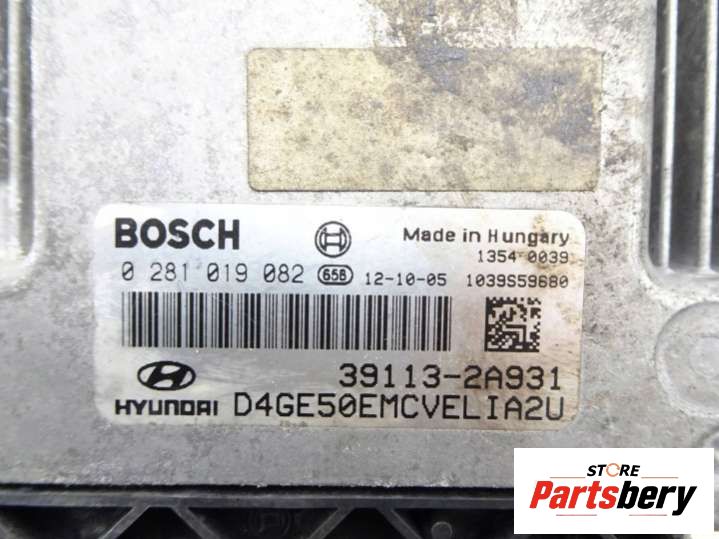 BOSCH
Made in Hungary
1354 0039
0 281 019 082 656 12-10-05 1039S59680
39113-2A931
HYUNDAI D4GE50EMCVELIA2U
STORE
Partsbery